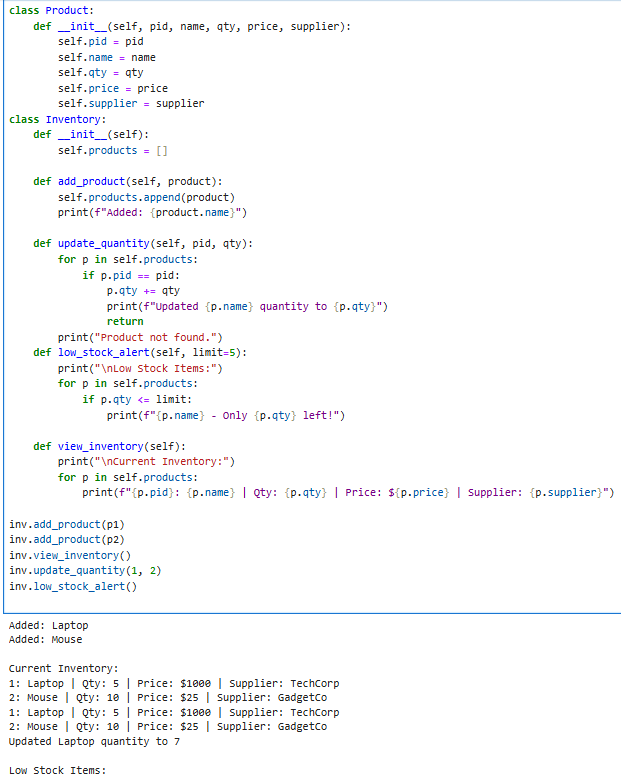 class Product:
    def __init__(self, pid, name, qty, price, supplier):
        self.pid = pid
        self.name = name
        self.qty = qty
        self.price = price
        self.supplier = supplier
class Inventory:
    def __init__(self):
        self.products = []

    def add_product(self, product):
        self.products.append(product)
        print(f"Added: {product.name}")

    def update_quantity(self, pid, qty):
        for p in self.products:
            if p.pid == pid:
                p.qty += qty
                print(f"Updated {p.name} quantity to {p.qty}")
                return
        print("Product not found.")
    def low_stock_alert(self, limit=5):
        print("\nLow Stock Items:")
        for p in self.products:
            if p.qty <= limit:
                print(f"{p.name} - Only {p.qty} left!")

    def view_inventory(self):
        print("\nCurrent Inventory:")
        for p in self.products:
            print(f"{p.pid}: {p.name} | Qty: {p.qty} | Price: ${p.price} | Supplier: {p.supplier}")

inv.add_product(p1)
inv.add_product(p2)
inv.view_inventory()
inv.update_quantity(1, 2)
inv.low_stock_alert()

Added: Laptop
Added: Mouse

Current Inventory:
1: Laptop | Qty: 5 | Price: $1000 | Supplier: TechCorp
2: Mouse | Qty: 10 | Price: $25 | Supplier: GadgetCo
1: Laptop | Qty: 5 | Price: $1000 | Supplier: TechCorp
2: Mouse | Qty: 10 | Price: $25 | Supplier: GadgetCo
Updated Laptop quantity to 7

Low Stock Items: